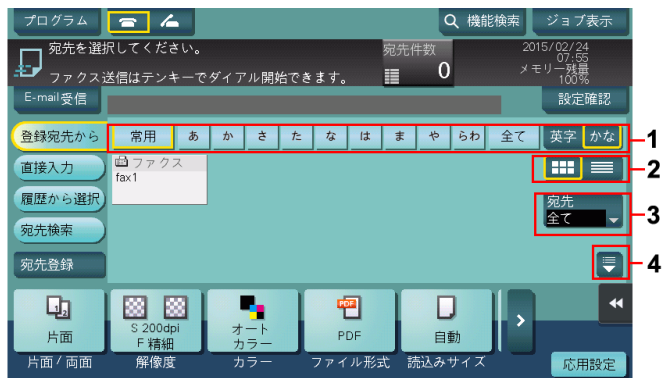 プログラム
機能検索
ジョブ表示
宛先を選択してください。
ファクス送信はテンキーでダイアル開始できます。
宛先件数
0
2015/02/24
07:55
メモリー残量
100%
E-mail受信
設定確認
登録宛先から
常用 あ か さ た な は ま や らわ 全て
英字 かな
1
直接入力
ファクス
fax1
2
履歴から選択
宛先
全て
3
宛先検索
宛先登録
4
1 2
片面
S 200dpi
F 精細
オート
カラー
PDF
PDF
自動
片面/両面
解像度
カラー
ファイル形式
読込みサイズ
応用設定